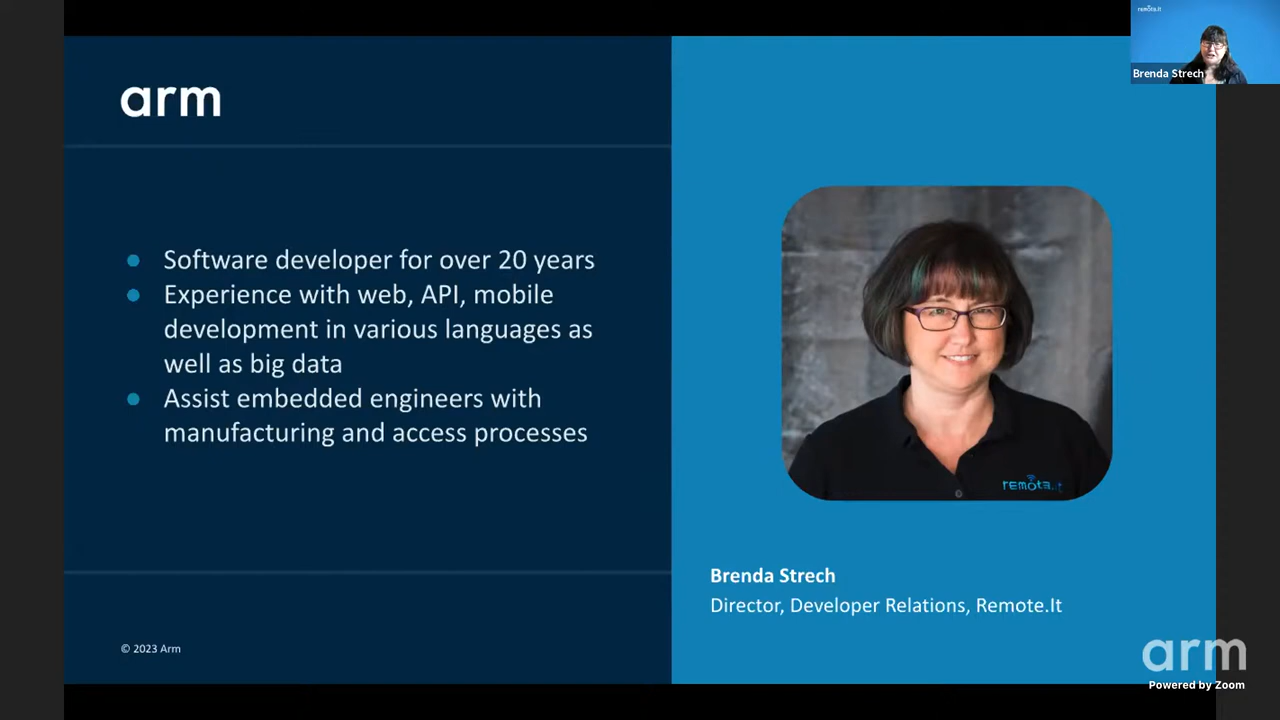 remote.it
Brenda Strech
arm
● Software developer for over 20 years
● Experience with web, API, mobile
development in various languages as
well as big data
● Assist embedded engineers with
manufacturing and access processes
remote.it
Brenda Strech
Director, Developer Relations, Remote.It
© 2023 Arm
arm
Powered by Zoom